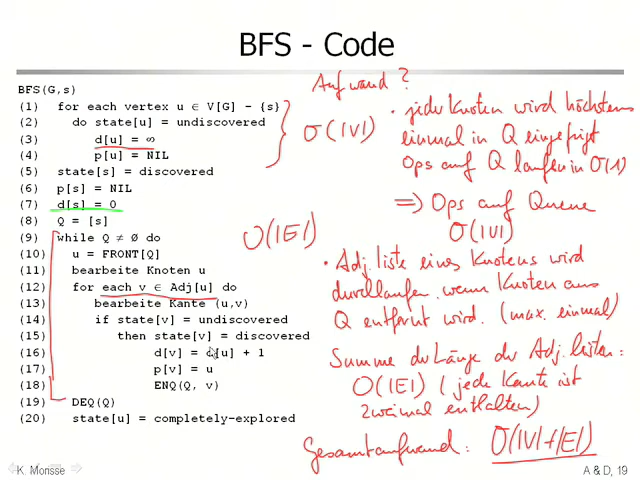 BFS - Code
BFS(G,s)
(1) for each vertex u ∈ V[G] - {s}
(2) do state[u] = undiscovered
(3) d[u] = ∞
(4) p[u] = NIL
(5) state[s] = discovered
(6) p[s] = NIL
(7) d[s] = 0
(8) Q = [s]
(9) while Q ≠ Ø do
(10) u = FRONT[Q]
(11) bearbeite Knoten u
(12) for each v ∈ Adj[u] do
(13) bearbeite Kante (u,v)
(14) if state[v] = undiscovered
(15) then state[v] = discovered
(16) d[v] = d[u] + 1
(17) p[v] = u
(18) ENQ(Q, v)
(19) DEQ(Q)
(20) state[u] = completely-explored
O(|V|)
O(|E|)
Aufwand ?
• jeder Knoten wird höchstens
einmal in Q eingefügt
Ops auf Q laufen in O(1)
⇒ Ops auf Queue
O(|V|)
• Adj. liste eines Knotens wird
durchlaufen, wenn Knoten aus
Q entfernt wird. (max. einmal)
Summe der Länge der Adj. listen:
O(|E|) (jede Kante ist
zweimal enthalten)
Gesamtaufwand: O(|V|+|E|)
K. Morisse
A & D, 19